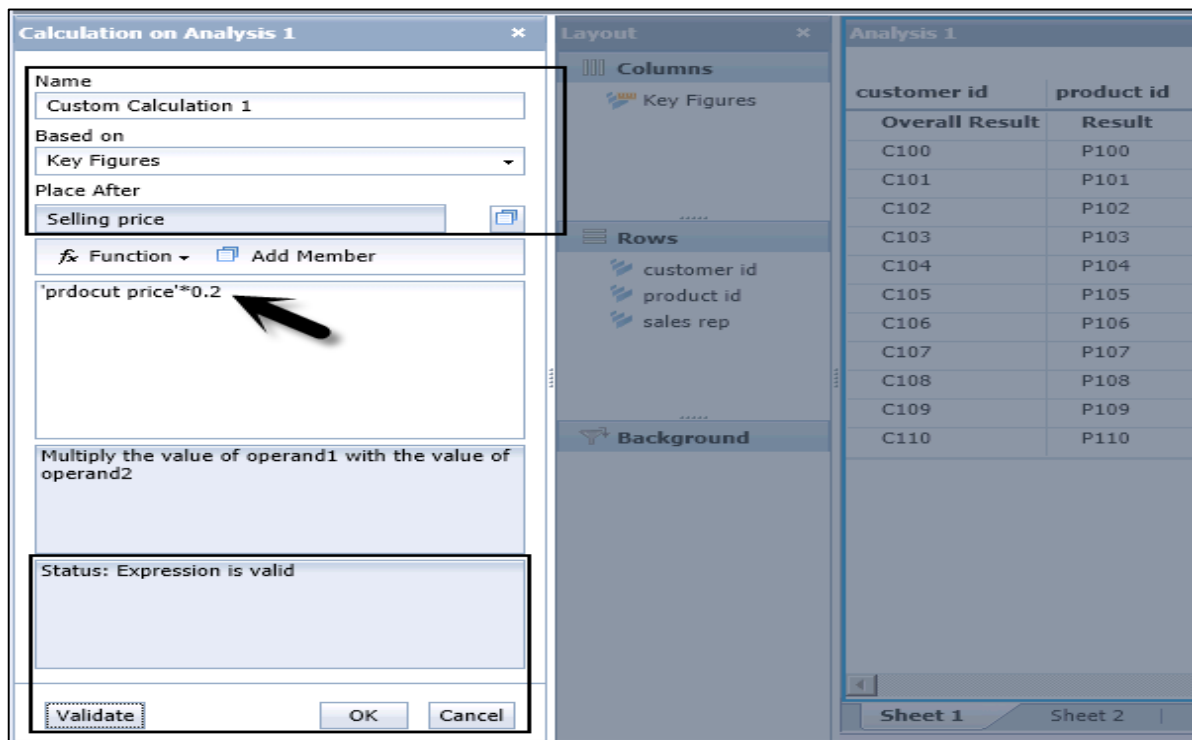 Calculation on Analysis 1
Name
Custom Calculation 1
Based on
Key Figures
Place After
Selling price
fx Function Add Member
'prdocut price'*0.2
Multiply the value of operand1 with the value of
operand2
Status: Expression is valid
Validate OK Cancel
Layout
Columns
Key Figures
Rows
customer id
product id
sales rep
Background
Analysis 1
customer id product id
Overall Result Result
C100 P100
C101 P101
C102 P102
C103 P103
C104 P104
C105 P105
C106 P106
C107 P107
C108 P108
C109 P109
C110 P110
Sheet 1 Sheet 2